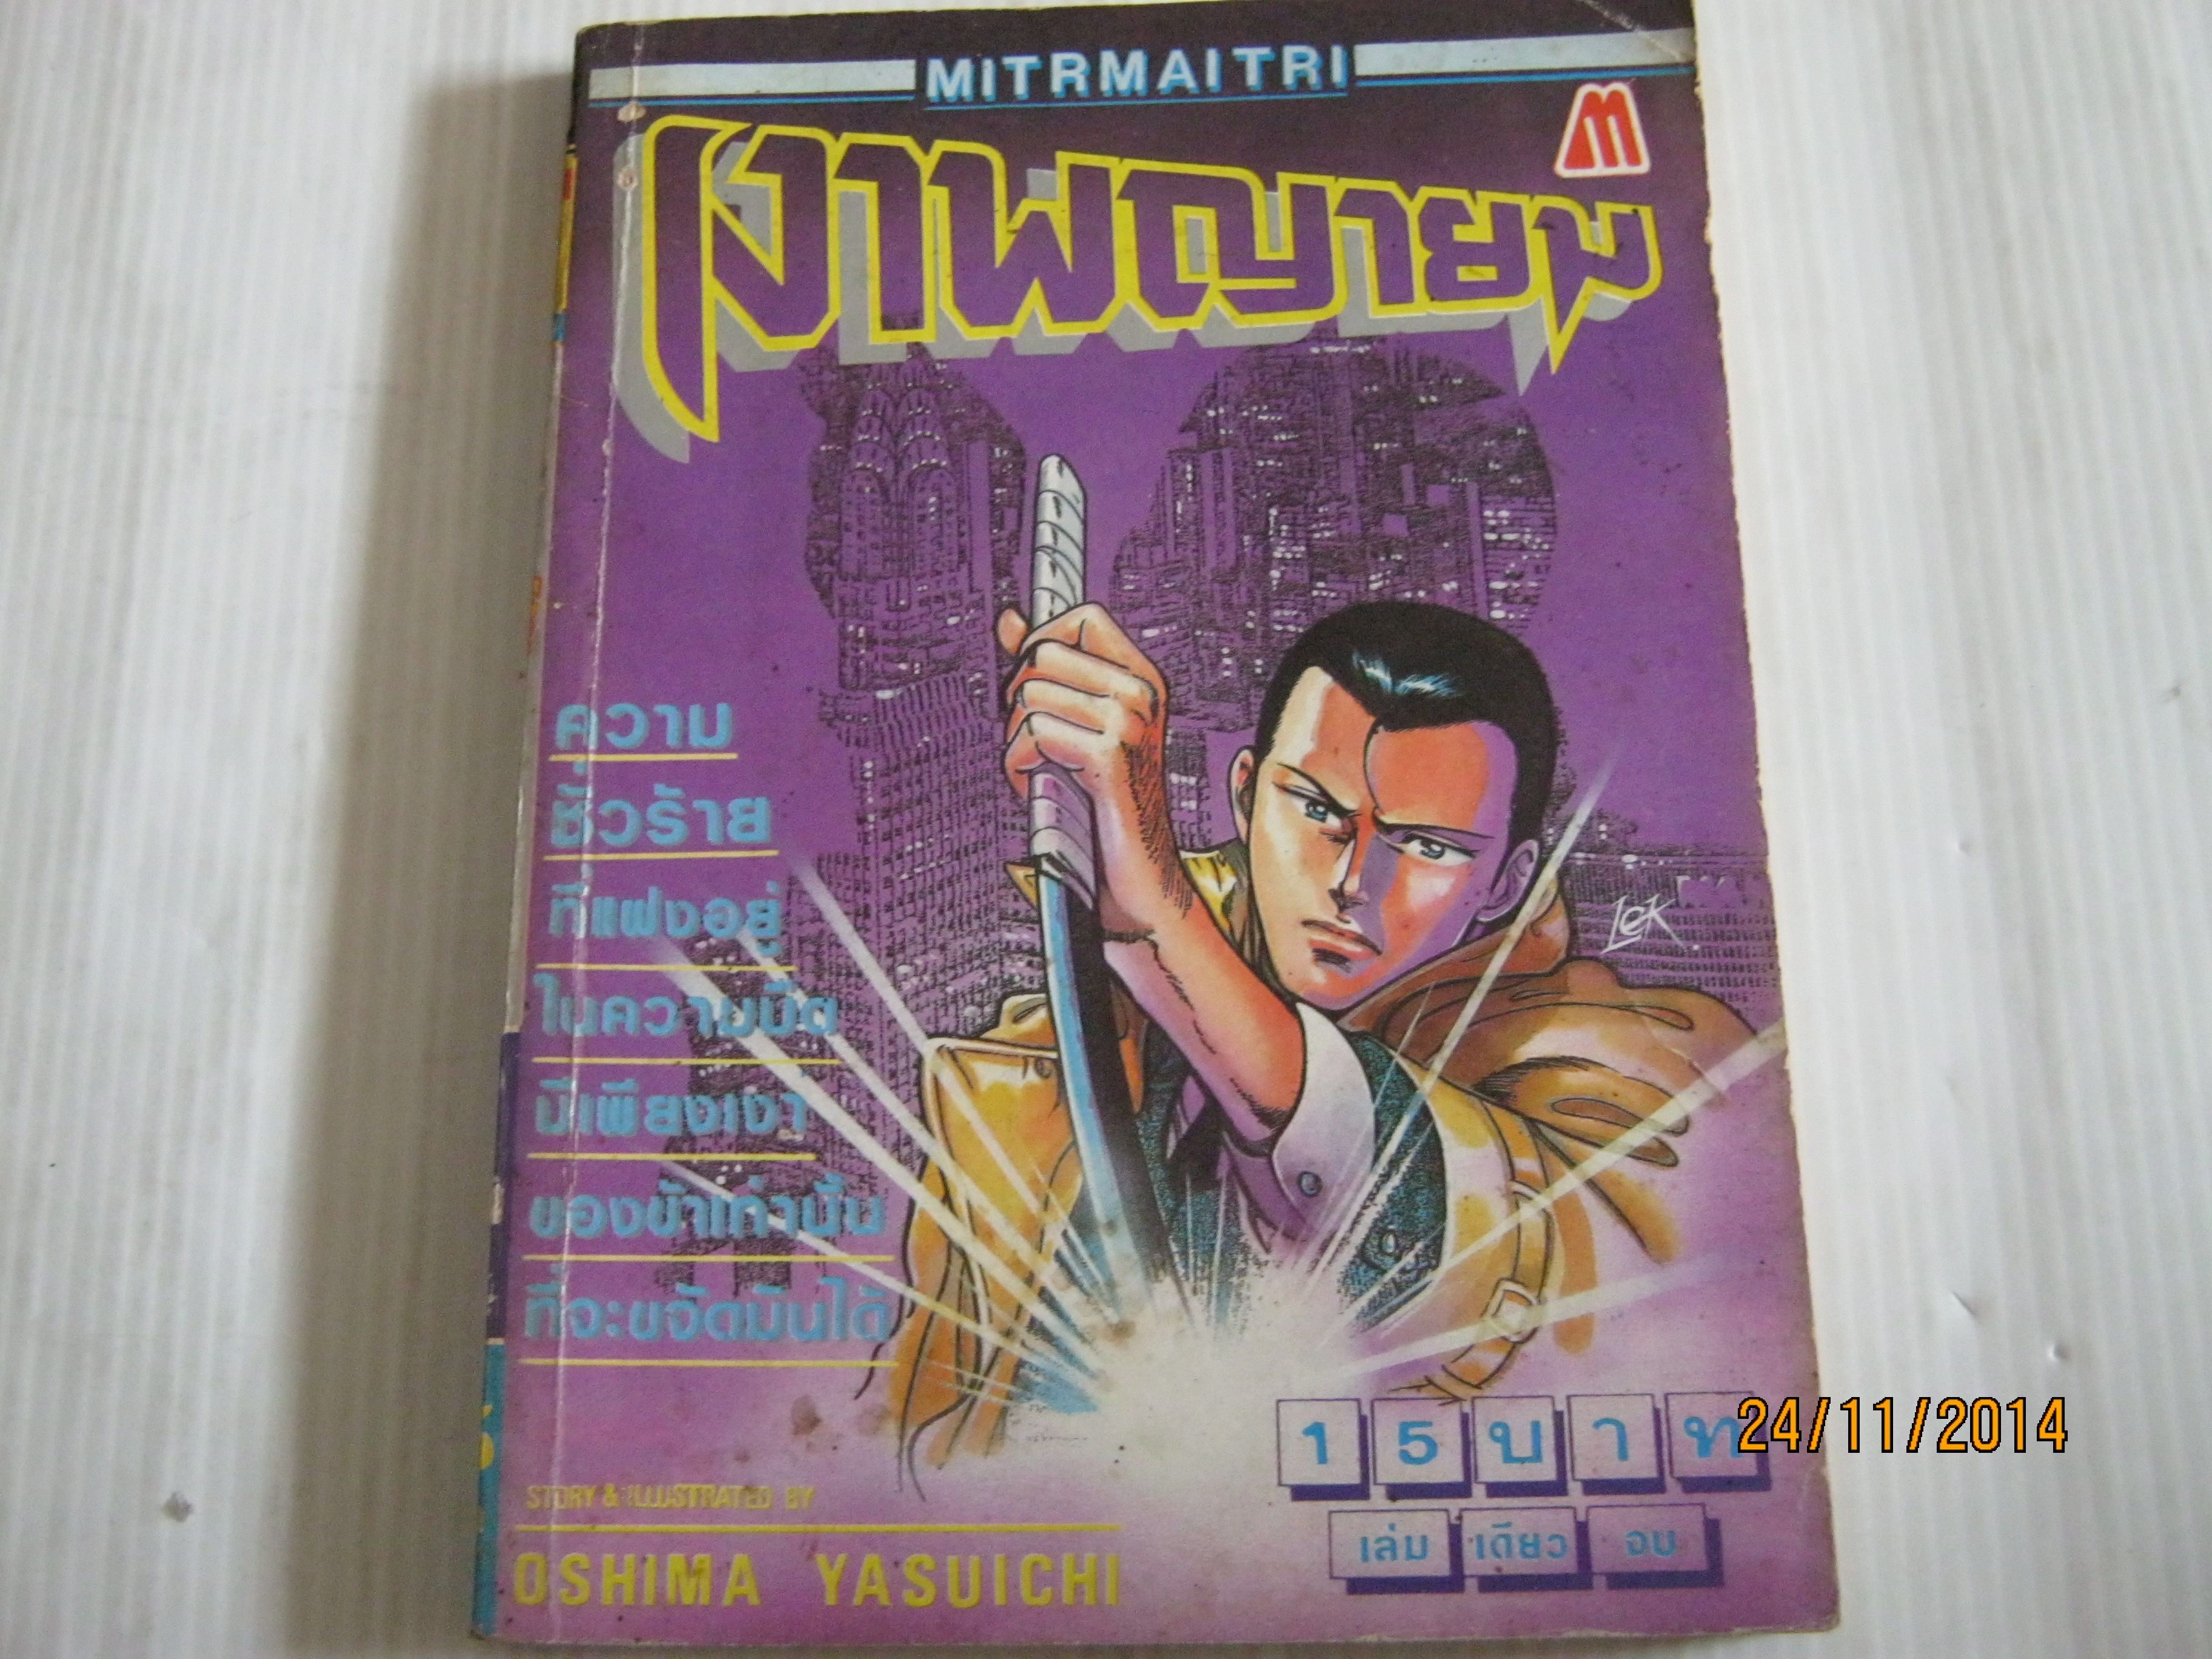 MITRMAITRI
เงาพญายม
ความ
ชั่วร้าย
ที่แฝงอยู่
ในความมืด
มีเพียงเงา
ของข้าเท่านั้น
ที่จะขจัดมันได้
Lek
15บาท
24/11/2014
เล่ม เดียว จบ
STORY & ILLUSTRATED BY
OSHIMA YASUICHI